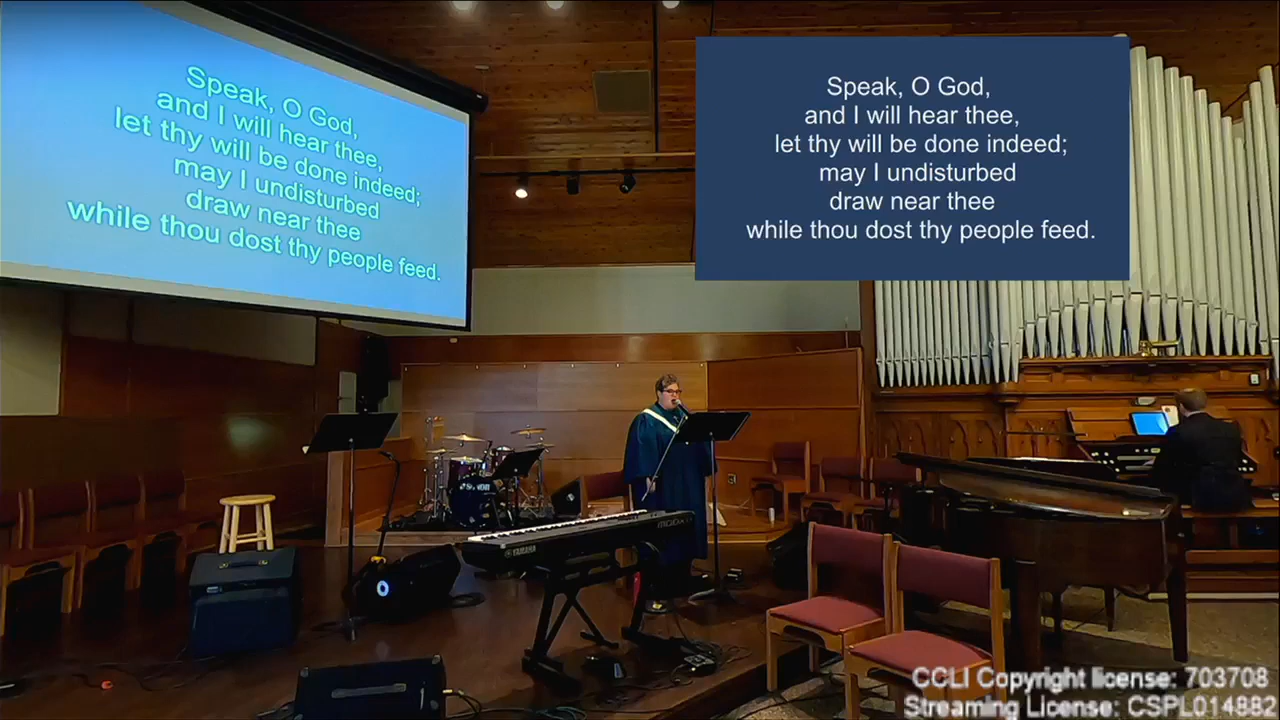 Speak, O God,
and I will hear thee,
let thy will be done indeed;
may I undisturbed
draw near thee
while thou dost thy people feed.
Speak, O God,
and I will hear thee,
let thy will be done indeed;
may I undisturbed
draw near thee
while thou dost thy people feed.
YAMAHA
MODX
CCLI Copyright license: 703708
Streaming License: CSPL014882